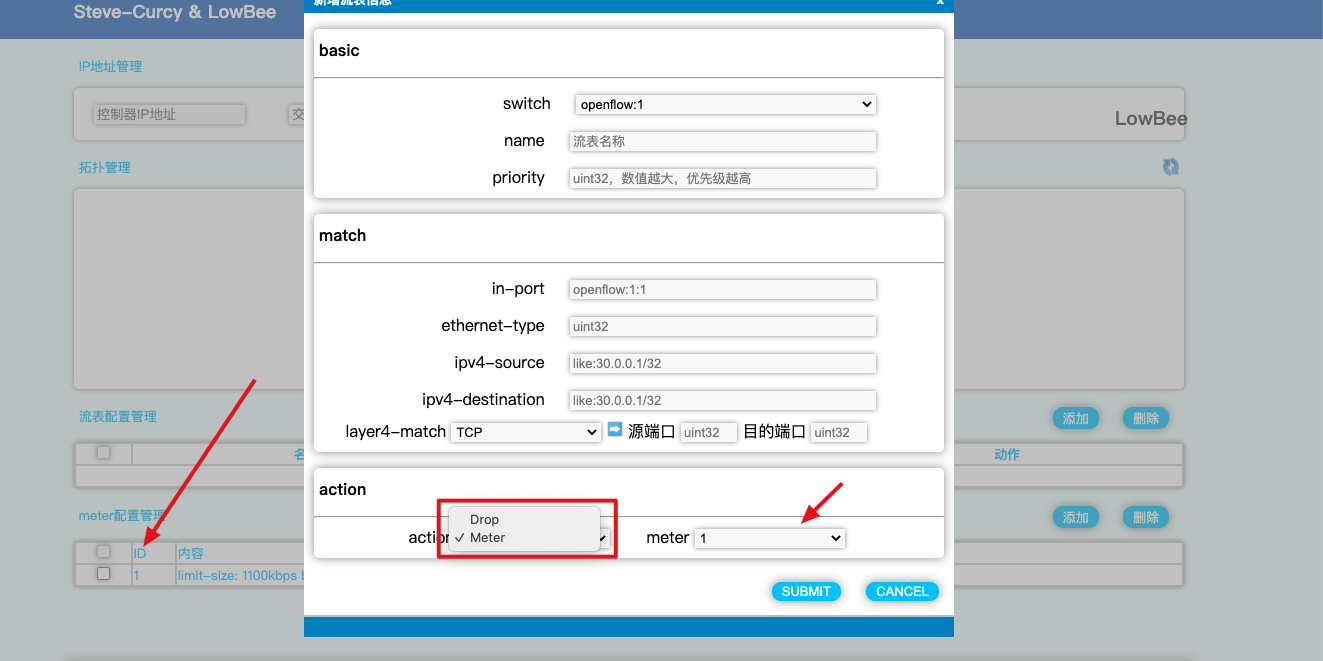 Steve-Curcy & LowBee
新增流表信息
x
IP地址管理
控制器IP地址
交
LowBee
拓扑管理
basic
switch
openflow:1
name
流表名称
priority
uint32，数值越大，优先级越高
match
in-port
openflow:1:1
ethernet-type
uint32
ipv4-source
like:30.0.0.1/32
ipv4-destination
like:30.0.0.1/32
layer4-match TCP 源端口 uint32 目的端口 uint32
流表配置管理
添加 删除
名
动作
action
Drop
✓ Meter
action
meter 1
meter配置管理
添加 删除
ID 内容
1 limit-size: 1100kbps
SUBMIT CANCEL